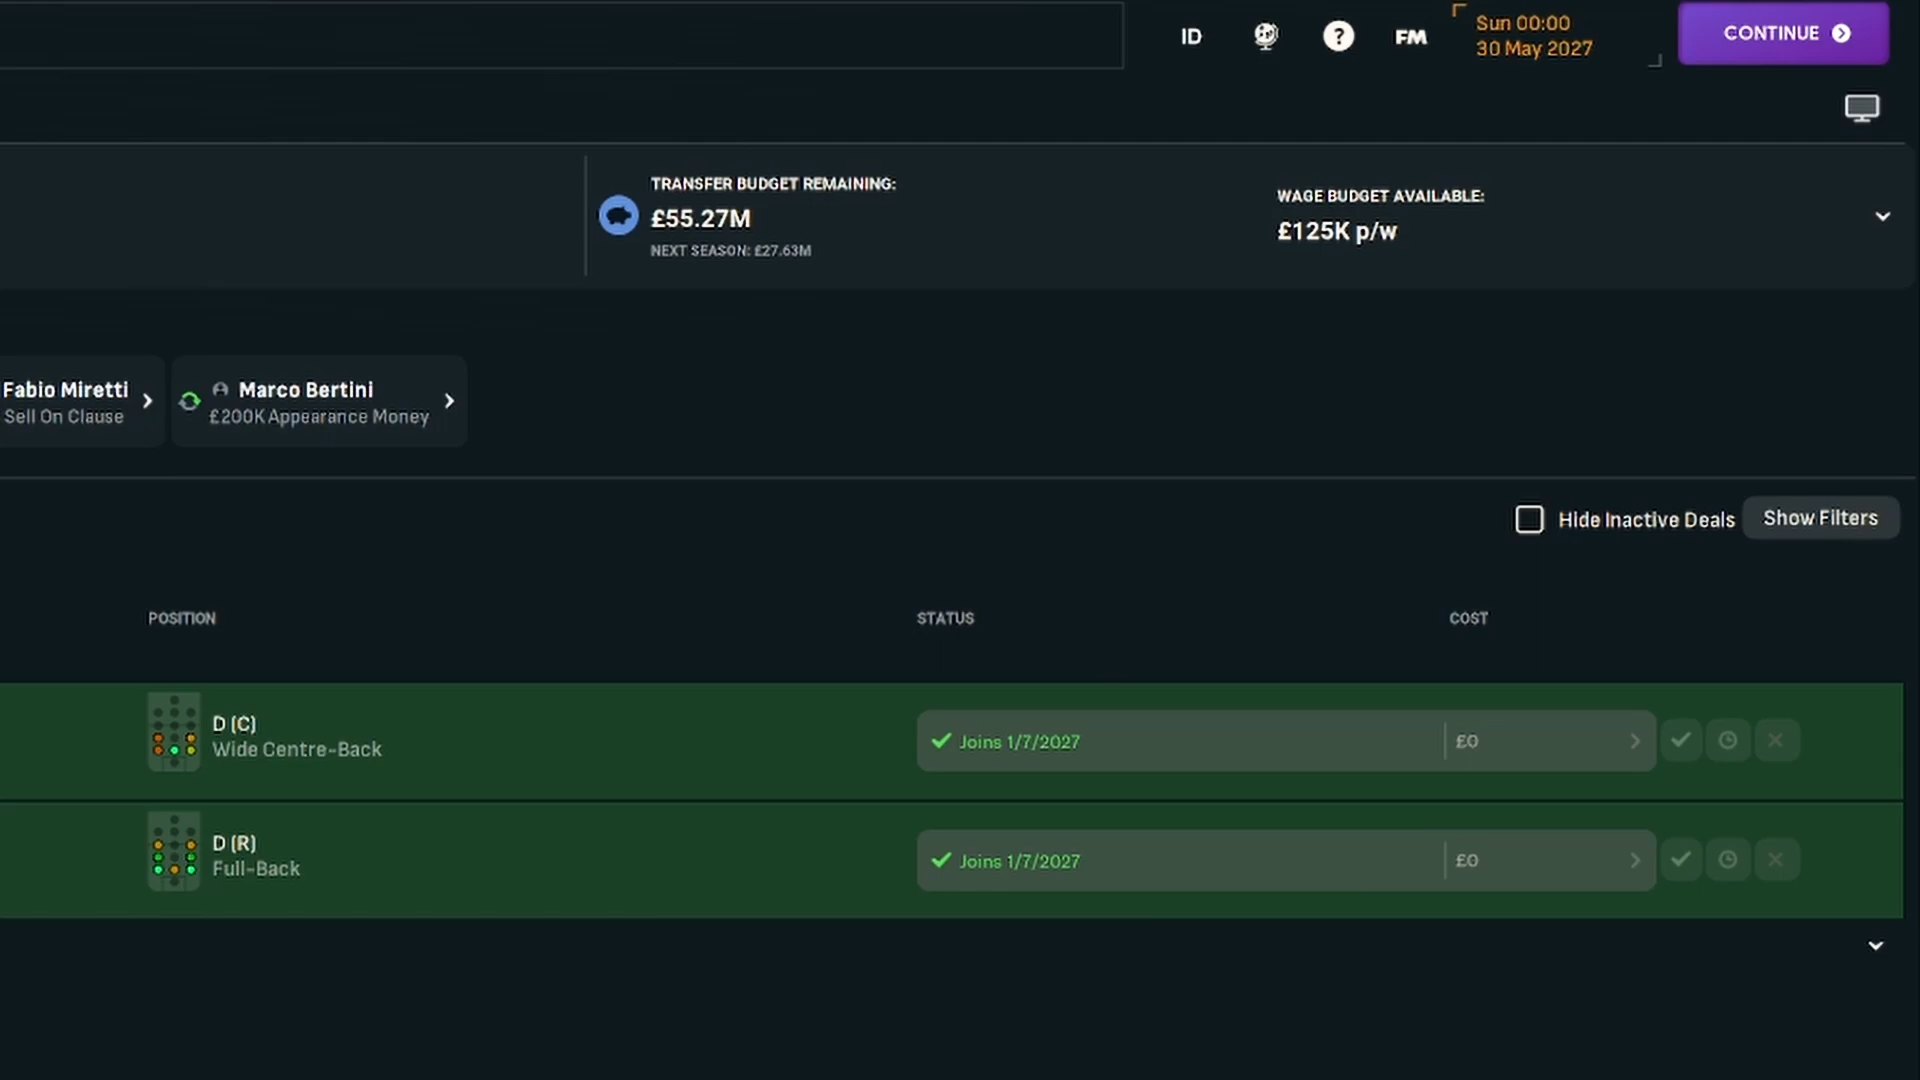 ID
?
FM
Sun 00:00
30 May 2027
CONTINUE
TRANSFER BUDGET REMAINING:
£55.27M
NEXT SEASON: £27.63M
WAGE BUDGET AVAILABLE:
£125K p/w
Fabio Miretti
Sell On Clause
Marco Bertini
£200K Appearance Money
Hide Inactive Deals
Show Filters
POSITION
STATUS
COST
D (C)
Wide Centre-Back
Joins 1/7/2027
£0
D (R)
Full-Back
Joins 1/7/2027
£0